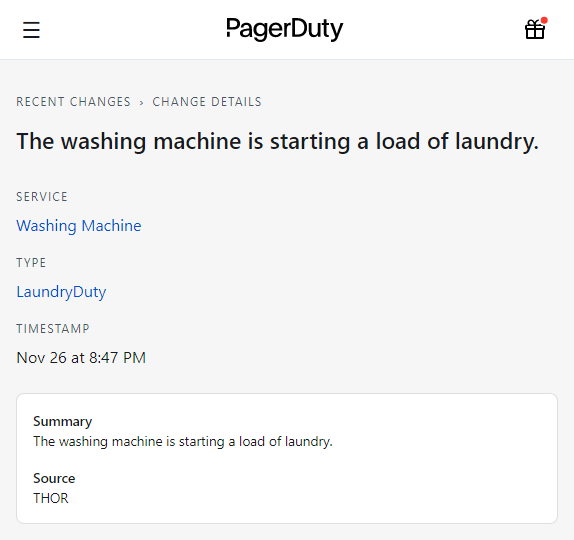 PagerDuty
RECENT CHANGES › CHANGE DETAILS
The washing machine is starting a load of laundry.
SERVICE
Washing Machine
TYPE
LaundryDuty
TIMESTAMP
Nov 26 at 8:47 PM
Summary
The washing machine is starting a load of laundry.
Source
THOR